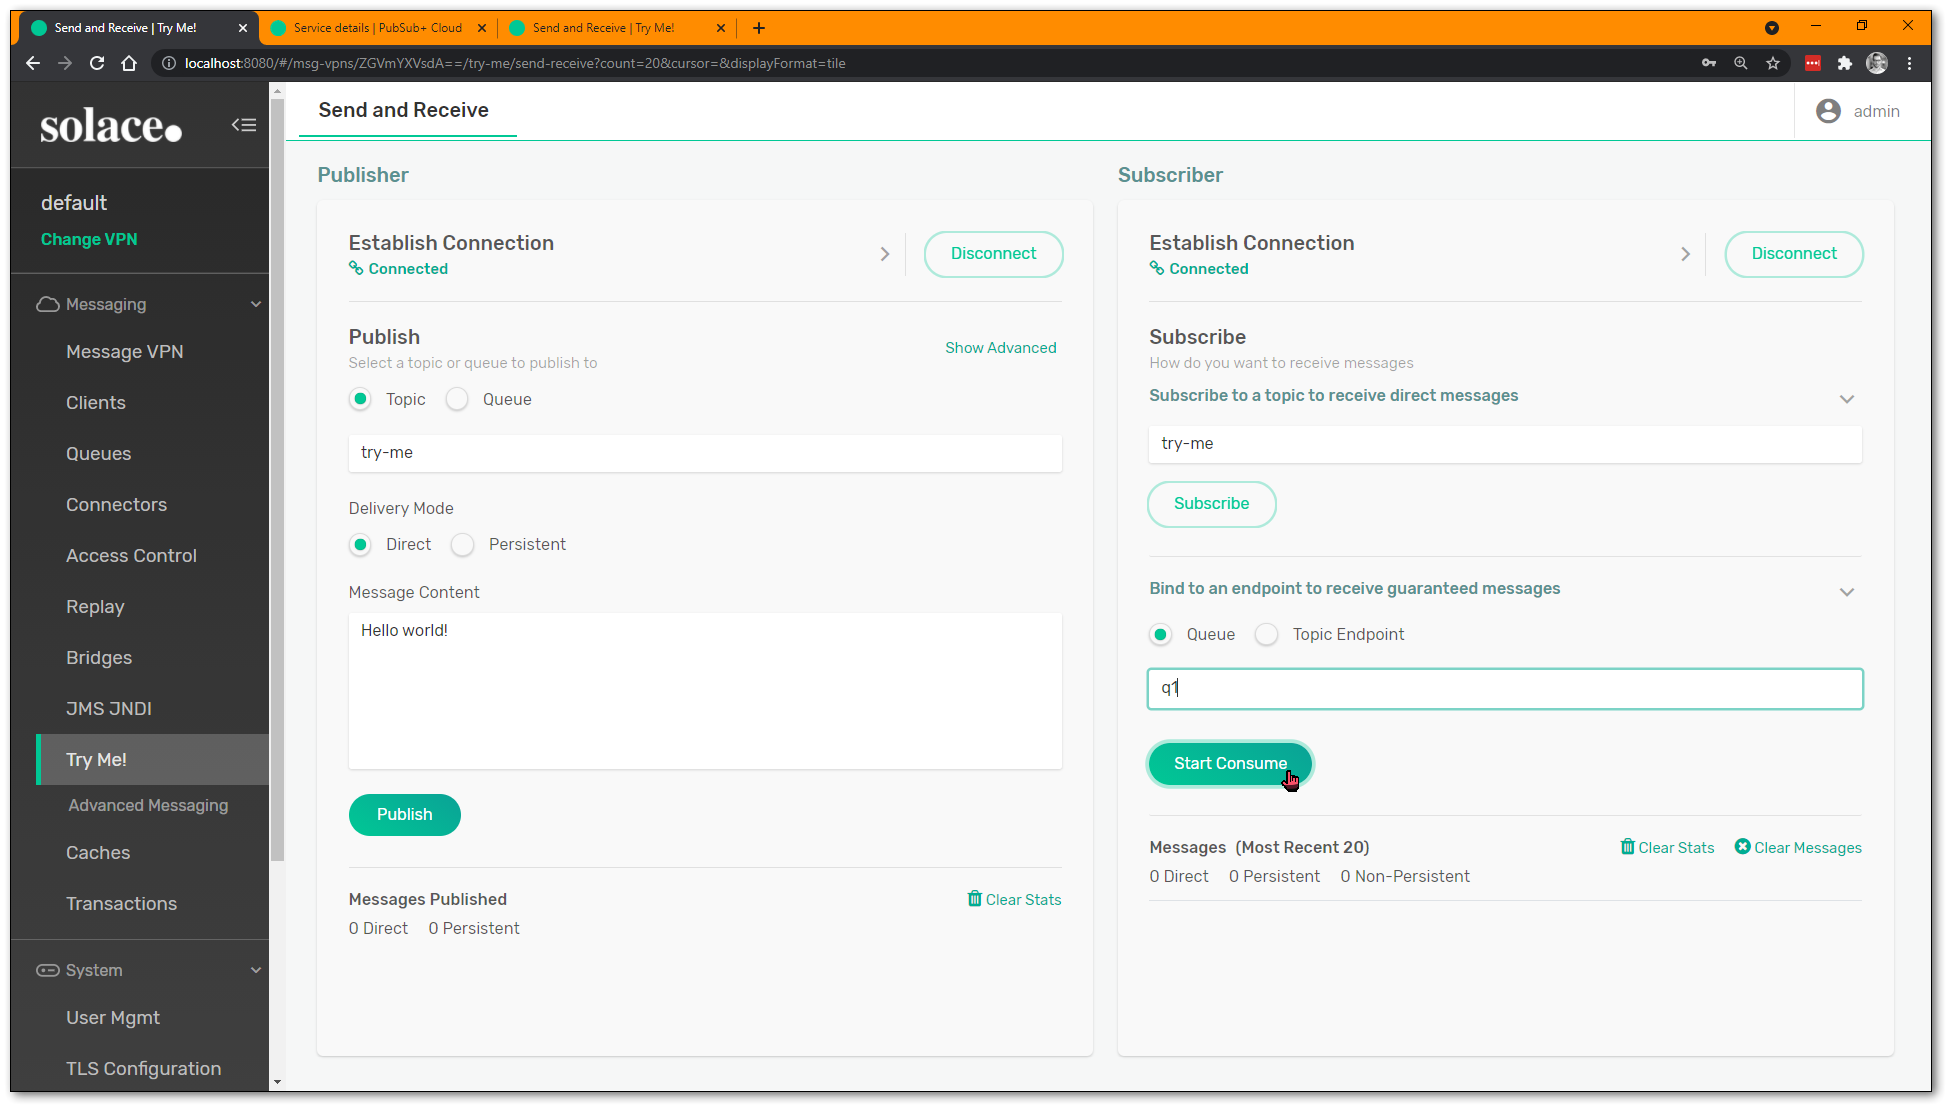 Send and Receive | Try Me!
Service details | PubSub+ Cloud
Send and Receive | Try Me!
localhost:8080/#/msg-vpns/ZGVmYXVsdA==/try-me/send-receive?count=20&cursor=&displayFormat=tile
solace.
default
Change VPN
Messaging
Message VPN
Clients
Queues
Connectors
Access Control
Replay
Bridges
JMS JNDI
Try Me!
Advanced Messaging
Caches
Transactions
System
User Mgmt
TLS Configuration
Send and Receive
admin
Publisher
Establish Connection
Connected
Disconnect
Publish
Select a topic or queue to publish to
Show Advanced
Topic Queue
try-me
Delivery Mode
Direct Persistent
Message Content
Hello world!
Publish
Messages Published
Clear Stats
0 Direct 0 Persistent
Subscriber
Establish Connection
Connected
Disconnect
Subscribe
How do you want to receive messages
Subscribe to a topic to receive direct messages
try-me
Subscribe
Bind to an endpoint to receive guaranteed messages
Queue Topic Endpoint
q1
Start Consume
Messages (Most Recent 20)
Clear Stats Clear Messages
0 Direct 0 Persistent 0 Non-Persistent